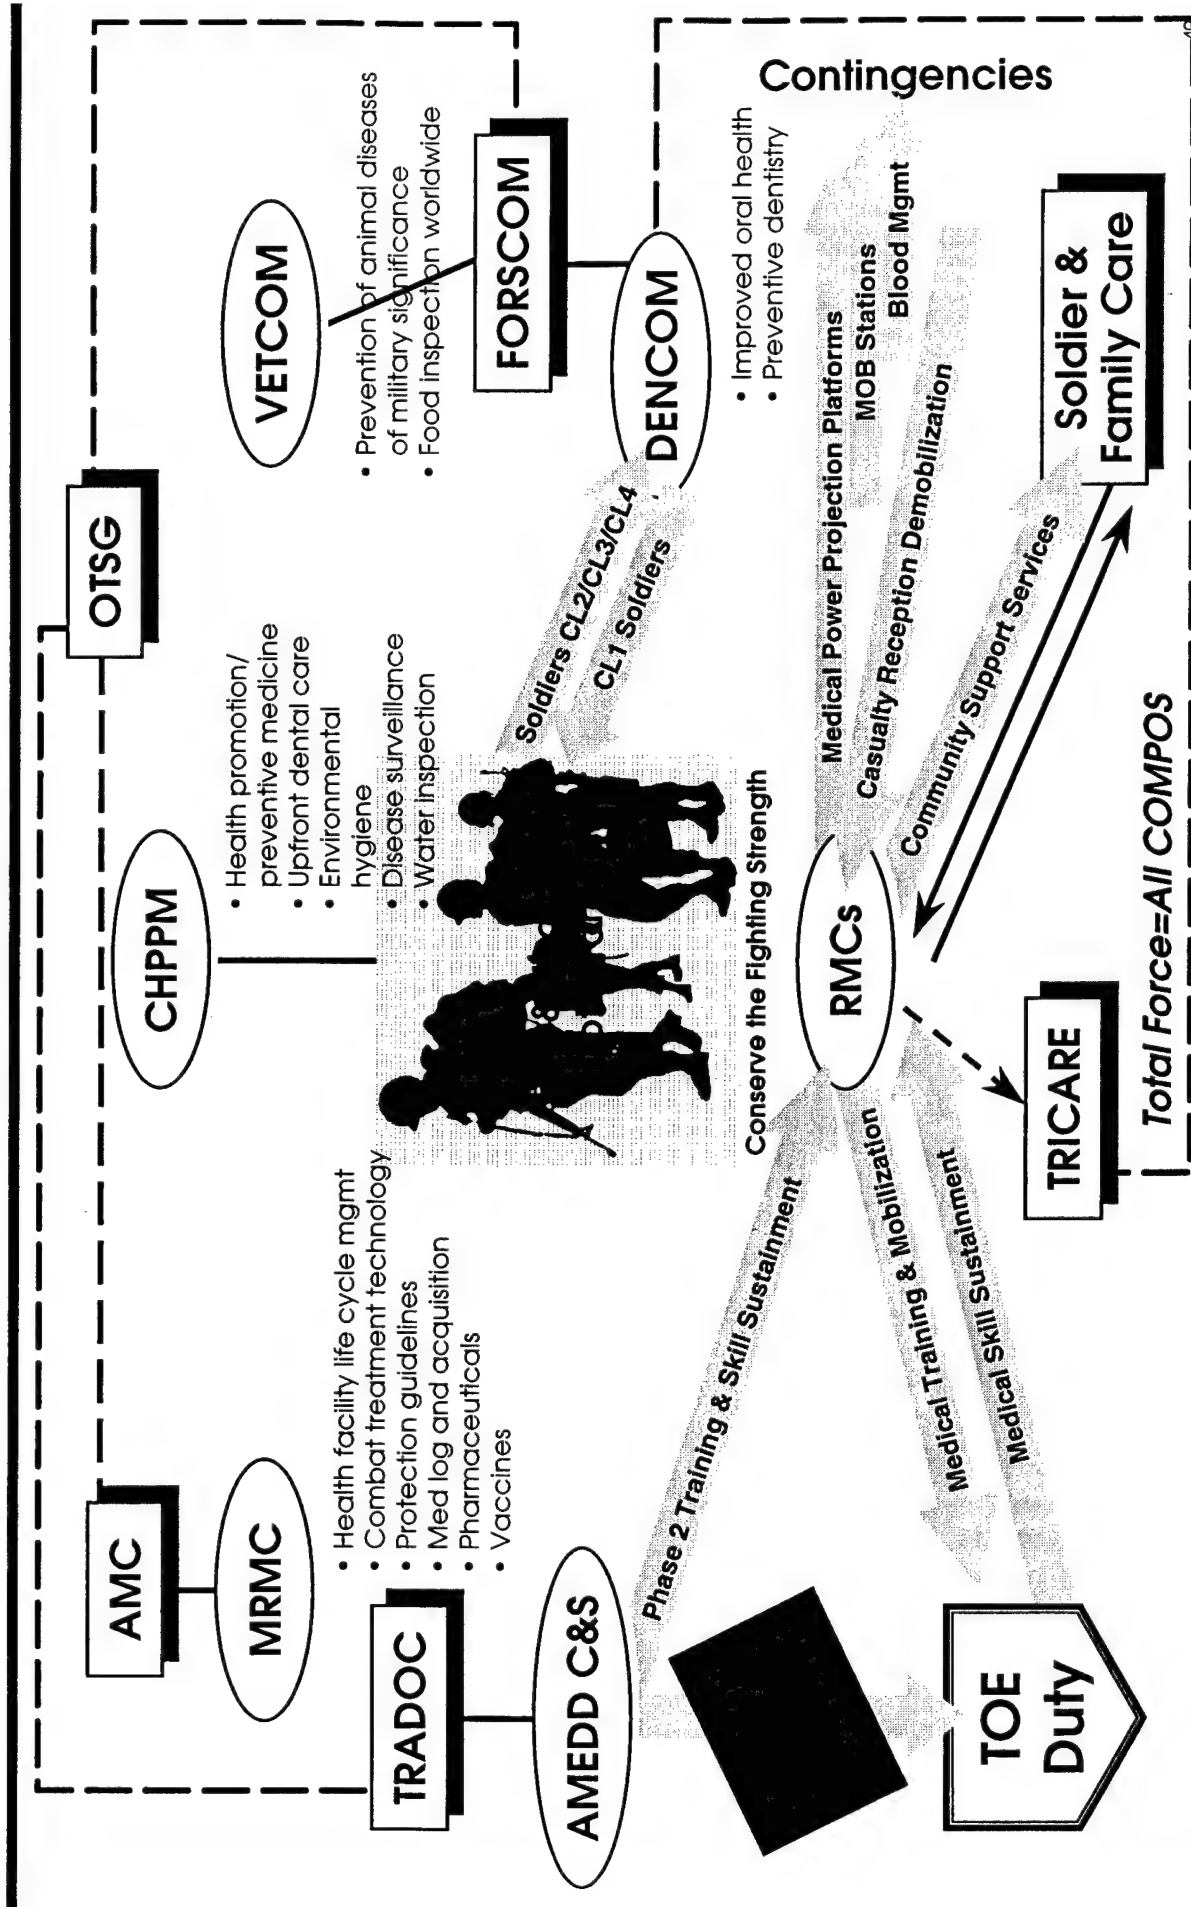 OTSG
AMC
MRMC
• Health facility life cycle mgmt
• Combat treatment technology
• Protection guidelines
• Med log and acquisition
• Pharmaceuticals
• Vaccines
CHPPM
• Health promotion/
preventive medicine
• Upfront dental care
• Environmental
hygiene
• Disease surveillance
• Water inspection
VETCOM
• Prevention of animal diseases
of military significance
• Food inspection worldwide
TRADOC
AMEDD C&S
FORSCOM
DENCOM
• Improved oral health
• Preventive dentistry
Soldiers CL2/CL3/CL4
CL1 Soldiers
Conserve the Fighting Strength
Contingencies
Phase 2 Training & Skill Sustainment
Medical Training & Mobilization
Medical Skill Sustainment
RMCs
Medical Power Projection Platforms
MOB Stations
Blood Mgmt
Casualty Reception Demobilization
Community Support Services
TOE
Duty
TRICARE
Soldier &
Family Care
Total Force=All COMPOS